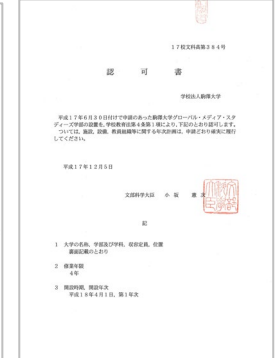 17校文科高第384号
認可書
学校法人駒澤大学
平成17年6月30日付けで申請のあった駒澤大学グローバル・メディア・スタ
ディーズ学部の設置を、学校教育法第4条第1項により、下記のとおり認可します。
ついては、施設、設備、教員組織等に関する年次計画は、申請どおり確実に履行
してください。
平成17年12月5日
文部科学大臣 小坂憲次
記
1 大学の名称、学部及び学科、収容定員、位置
裏面記載のとおり
2 修業年限
4年
3 開設時期、開設年次
平成18年4月1日、第1年次